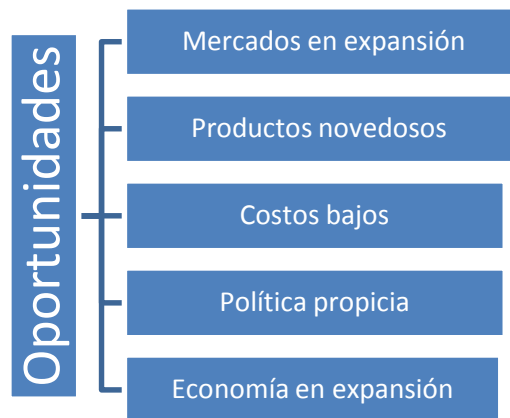 Oportunidades
Mercados en expansión
Productos novedosos
Costos bajos
Política propicia
Economía en expansión